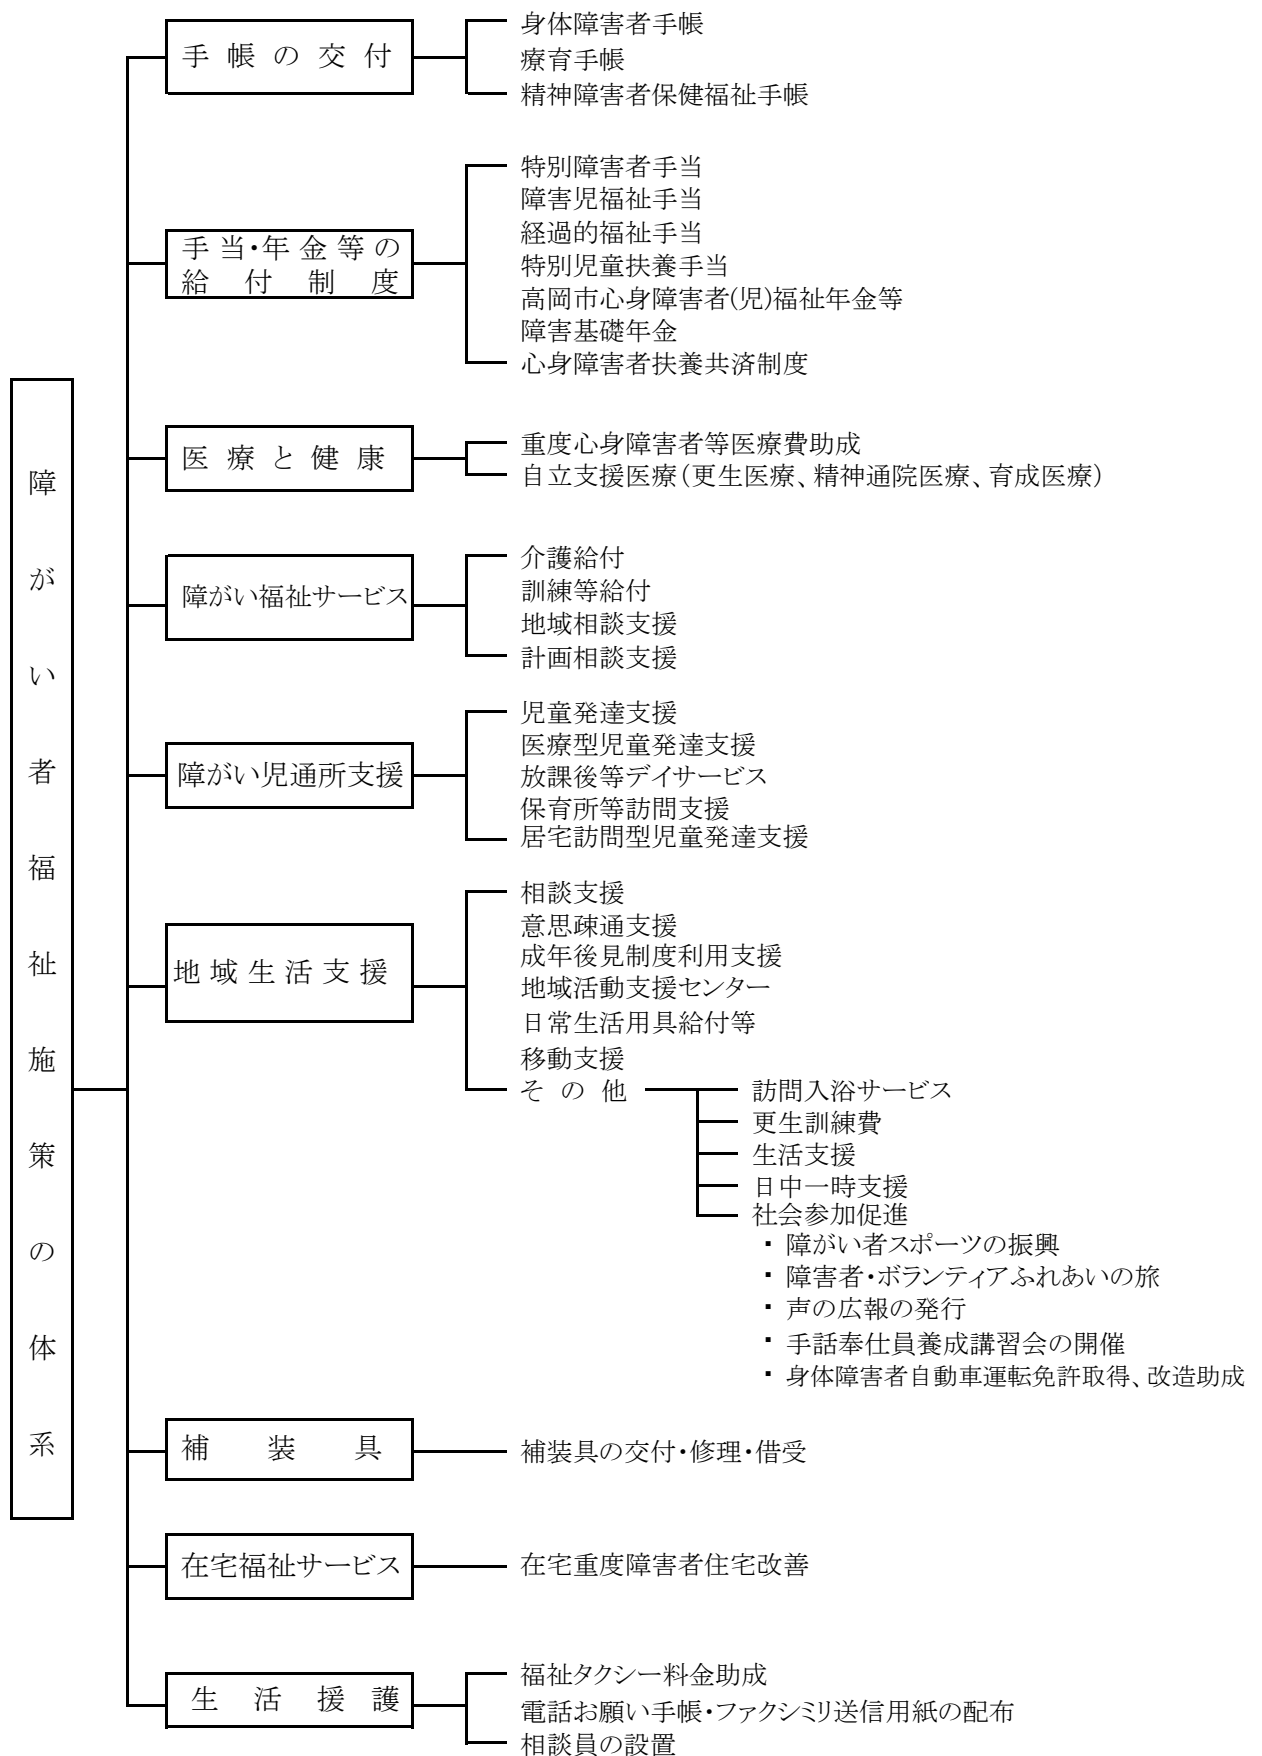 障がい者福祉施策の体系
手帳の交付
身体障害者手帳
療育手帳
精神障害者保健福祉手帳
手当・年金等の
給付制度
特別障害者手当
障害児福祉手当
経過的福祉手当
特別児童扶養手当
高岡市心身障害者(児)福祉年金等
障害基礎年金
心身障害者扶養共済制度
医療と健康
重度心身障害者等医療費助成
自立支援医療(更生医療、精神通院医療、育成医療)
障がい福祉サービス
介護給付
訓練等給付
地域相談支援
計画相談支援
障がい児通所支援
児童発達支援
医療型児童発達支援
放課後等デイサービス
保育所等訪問支援
居宅訪問型児童発達支援
地域生活支援
相談支援
意思疎通支援
成年後見制度利用支援
地域活動支援センター
日常生活用具給付等
移動支援
その他
訪問入浴サービス
更生訓練費
生活支援
日中一時支援
社会参加促進
・障がい者スポーツの振興
・障害者・ボランティアふれあいの旅
・声の広報の発行
・手話奉仕員養成講習会の開催
・身体障害者自動車運転免許取得、改造助成
補装具
補装具の交付・修理・借受
在宅福祉サービス
在宅重度障害者住宅改善
生活援護
福祉タクシー料金助成
電話お願い手帳・ファクシミリ送信用紙の配布
相談員の設置